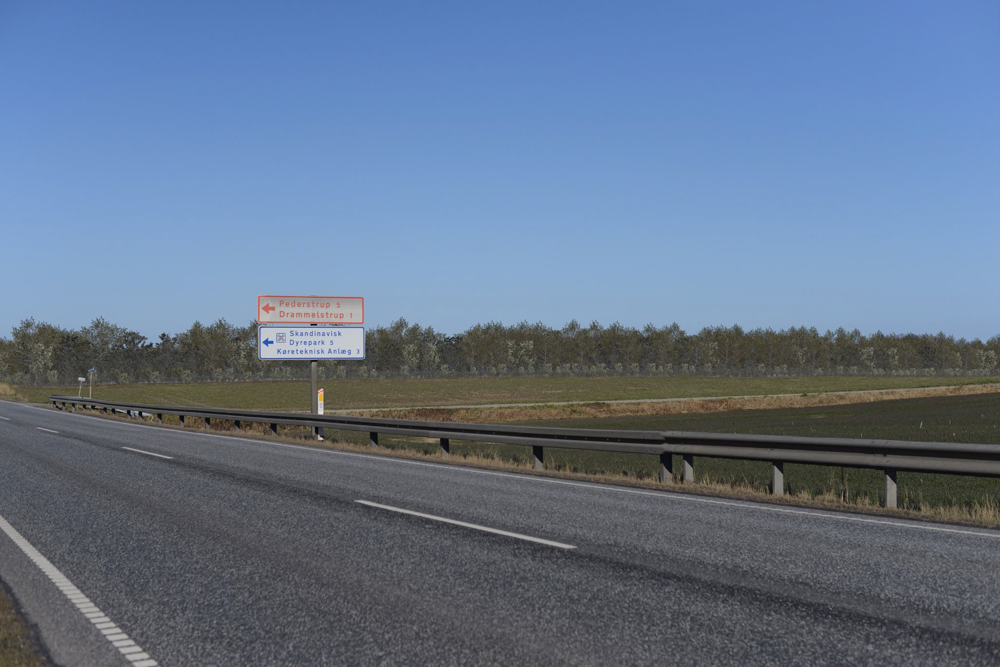 Pederstrup 5
Drammelstrup 1
Skandinavisk
Dyrepark 5
Køreteknisk Anlæg 3